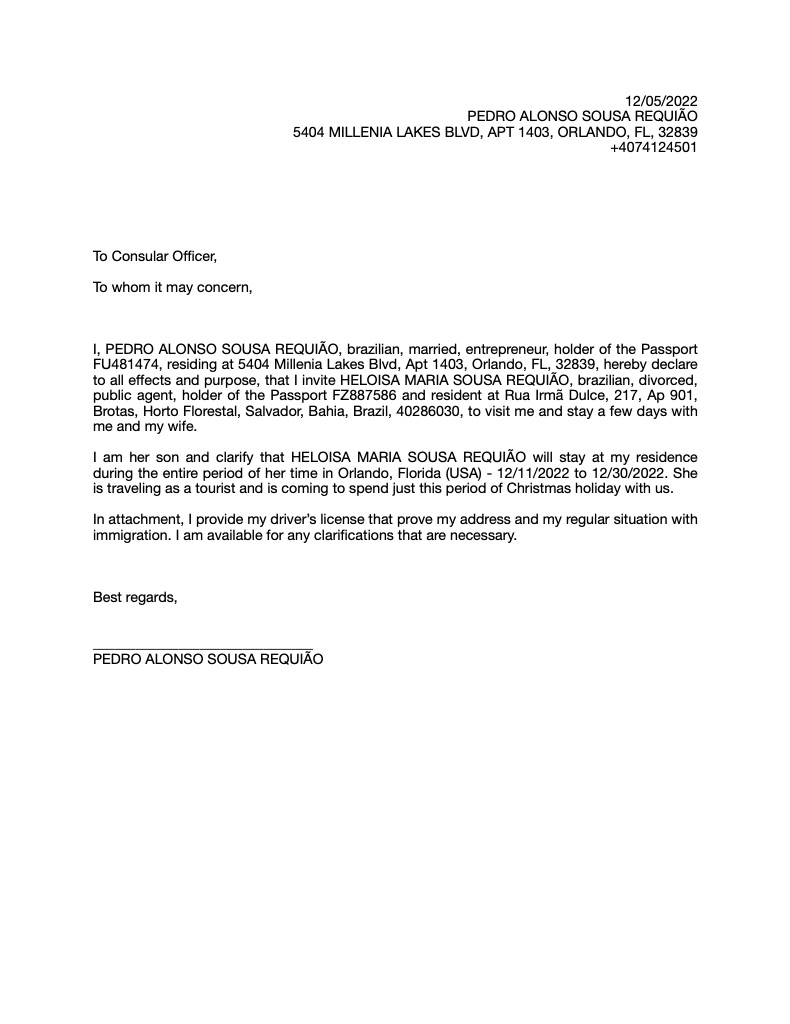 12/05/2022
PEDRO ALONSO SOUSA REQUIÃO
5404 MILLENIA LAKES BLVD, APT 1403, ORLANDO, FL, 32839
+4074124501
To Consular Officer,
To whom it may concern,
I, PEDRO ALONSO SOUSA REQUIÃO, brazilian, married, entrepreneur, holder of the Passport
FU481474, residing at 5404 Millenia Lakes Blvd, Apt 1403, Orlando, FL, 32839, hereby declare
to all effects and purpose, that I invite HELOISA MARIA SOUSA REQUIÃO, brazilian, divorced,
public agent, holder of the Passport FZ887586 and resident at Rua Irmã Dulce, 217, Ap 901,
Brotas, Horto Florestal, Salvador, Bahia, Brazil, 40286030, to visit me and stay a few days with
me and my wife.
I am her son and clarify that HELOISA MARIA SOUSA REQUIÃO will stay at my residence
during the entire period of her time in Orlando, Florida (USA) - 12/11/2022 to 12/30/2022. She
is traveling as a tourist and is coming to spend just this period of Christmas holiday with us.
In attachment, I provide my driver’s license that prove my address and my regular situation with
immigration. I am available for any clarifications that are necessary.
Best regards,
PEDRO ALONSO SOUSA REQUIÃO